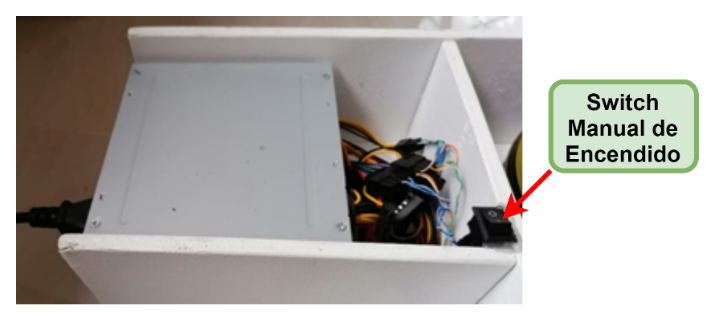 Switch
Manual de
Encendido